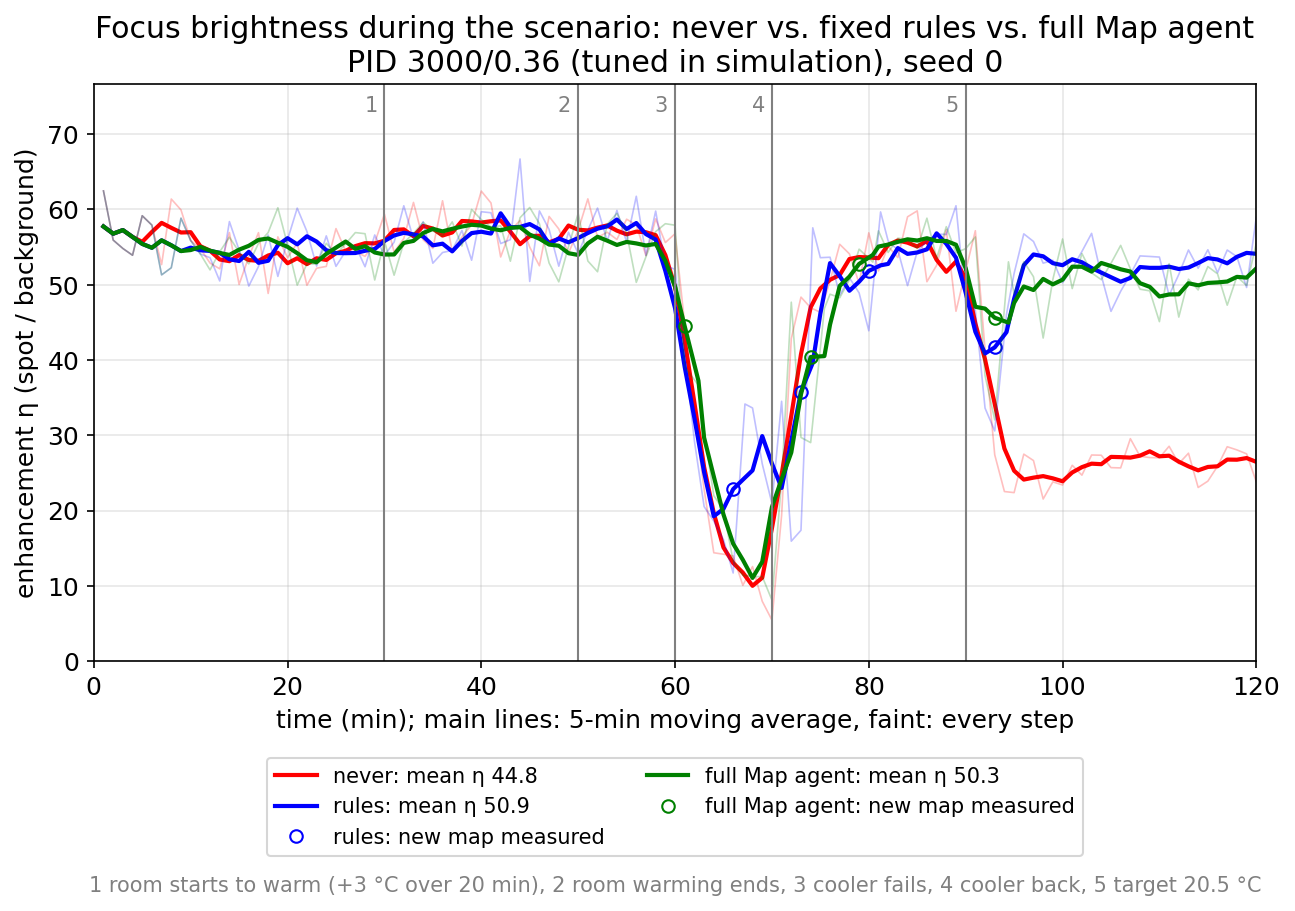 Focus brightness during the scenario: never vs. fixed rules vs. full Map agent
PID 3000/0.36 (tuned in simulation), seed 0
enhancement η (spot / background)
70
60
50
40
30
20
10
0
1
2
3
4
5
0
20
40
60
80
100
120
time (min); main lines: 5-min moving average, faint: every step
never: mean η 44.8
rules: mean η 50.9
rules: new map measured
full Map agent: mean η 50.3
full Map agent: new map measured
1 room starts to warm (+3 °C over 20 min), 2 room warming ends, 3 cooler fails, 4 cooler back, 5 target 20.5 °C